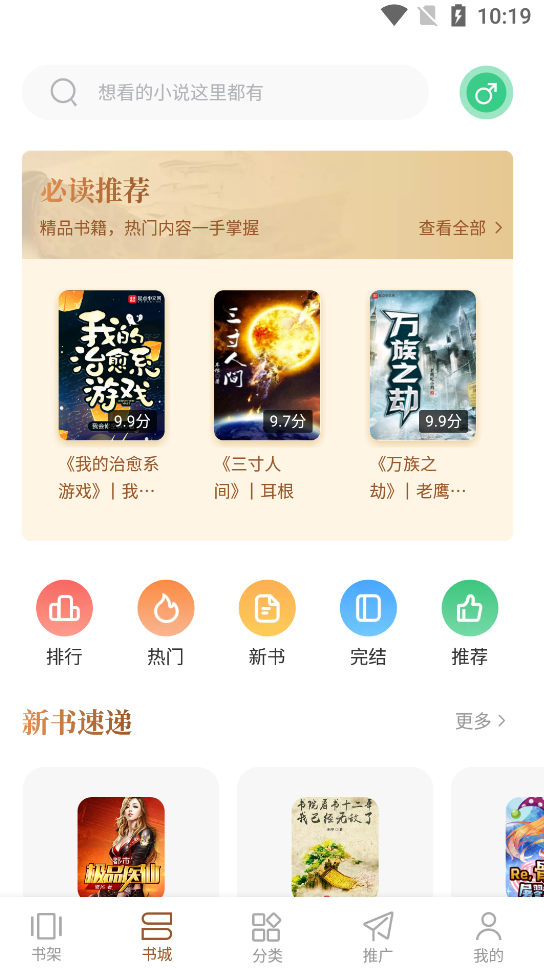 10:19
想看的小说这里都有
必读推荐
精品书籍，热门内容一手掌握
查看全部
起点中文网
我的
治愈系
游戏
9.9分
三寸人间
9.7分
万族之劫
9.9分
《我的治愈系
游戏》| 我…
《三寸人
间》| 耳根
《万族之
劫》| 老鹰…
排行
热门
新书
完结
推荐
新书速递
更多
都市
极品医仙
书院看书十二年
我已经无敌了
Re,
书架
书城
分类
推广
我的